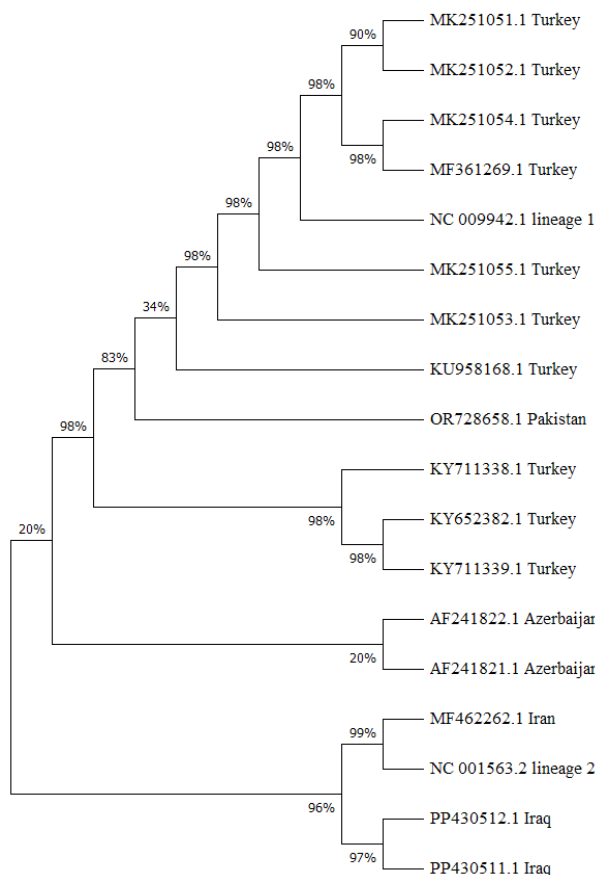 MK251051.1 Turkey
90%
MK251052.1 Turkey
98%
MK251054.1 Turkey
98%
98%
MF361269.1 Turkey
98%
NC 009942.1 lineage 1
98%
MK251055.1 Turkey
34%
MK251053.1 Turkey
83%
KU958168.1 Turkey
98%
OR728658.1 Pakistan
KY711338.1 Turkey
98%
KY652382.1 Turkey
20%
98%
KY711339.1 Turkey
AF241822.1 Azerbaijan
20%
AF241821.1 Azerbaijan
MF462262.1 Iran
99%
NC 001563.2 lineage 2
96%
PP430512.1 Iraq
97%
PP430511.1 Iraq